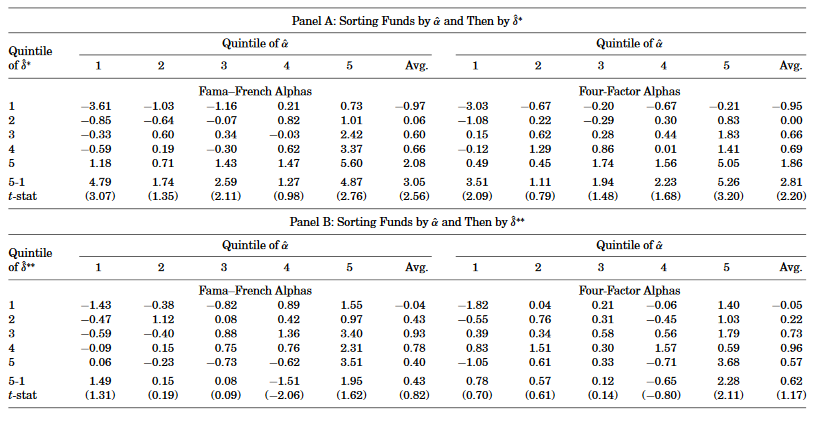 Panel A: Sorting Funds by α̂ and Then by δ̂*
Quintile of α̂ Quintile of α̂
Quintile
of δ̂* 1 2 3 4 5 Avg. 1 2 3 4 5 Avg.
Fama–French Alphas Four-Factor Alphas
1 −3.61 −1.03 −1.16 0.21 0.73 −0.97 −3.03 −0.67 −0.20 −0.67 −0.21 −0.95
2 −0.85 −0.64 −0.07 0.82 1.01 0.06 −1.08 0.22 −0.29 0.30 0.83 0.00
3 −0.33 0.60 0.34 −0.03 2.42 0.60 0.15 0.62 0.28 0.44 1.83 0.66
4 −0.59 0.19 −0.30 0.62 3.37 0.66 −0.12 1.29 0.86 0.01 1.41 0.69
5 1.18 0.71 1.43 1.47 5.60 2.08 0.49 0.45 1.74 1.56 5.05 1.86
5-1 4.79 1.74 2.59 1.27 4.87 3.05 3.51 1.11 1.94 2.23 5.26 2.81
t-stat (3.07) (1.35) (2.11) (0.98) (2.76) (2.56) (2.09) (0.79) (1.48) (1.68) (3.20) (2.20)
Panel B: Sorting Funds by α̂ and Then by δ̂**
Quintile of α̂ Quintile of α̂
Quintile
of δ̂** 1 2 3 4 5 Avg. 1 2 3 4 5 Avg.
Fama–French Alphas Four-Factor Alphas
1 −1.43 −0.38 −0.82 0.89 1.55 −0.04 −1.82 0.04 0.21 −0.06 1.40 −0.05
2 −0.47 1.12 0.08 0.42 0.97 0.43 −0.55 0.76 0.31 −0.45 1.03 0.22
3 −0.59 −0.40 0.88 1.36 3.40 0.93 0.39 0.34 0.58 0.56 1.79 0.73
4 −0.09 0.15 0.75 0.76 2.31 0.78 0.83 1.51 0.30 1.57 0.59 0.96
5 0.06 −0.23 −0.73 −0.62 3.51 0.40 −1.05 0.61 0.33 −0.71 3.68 0.57
5-1 1.49 0.15 0.08 −1.51 1.95 0.43 0.78 0.57 0.12 −0.65 2.28 0.62
t-stat (1.31) (0.19) (0.09) (−2.06) (1.62) (0.82) (0.70) (0.61) (0.14) (−0.80) (2.11) (1.17)